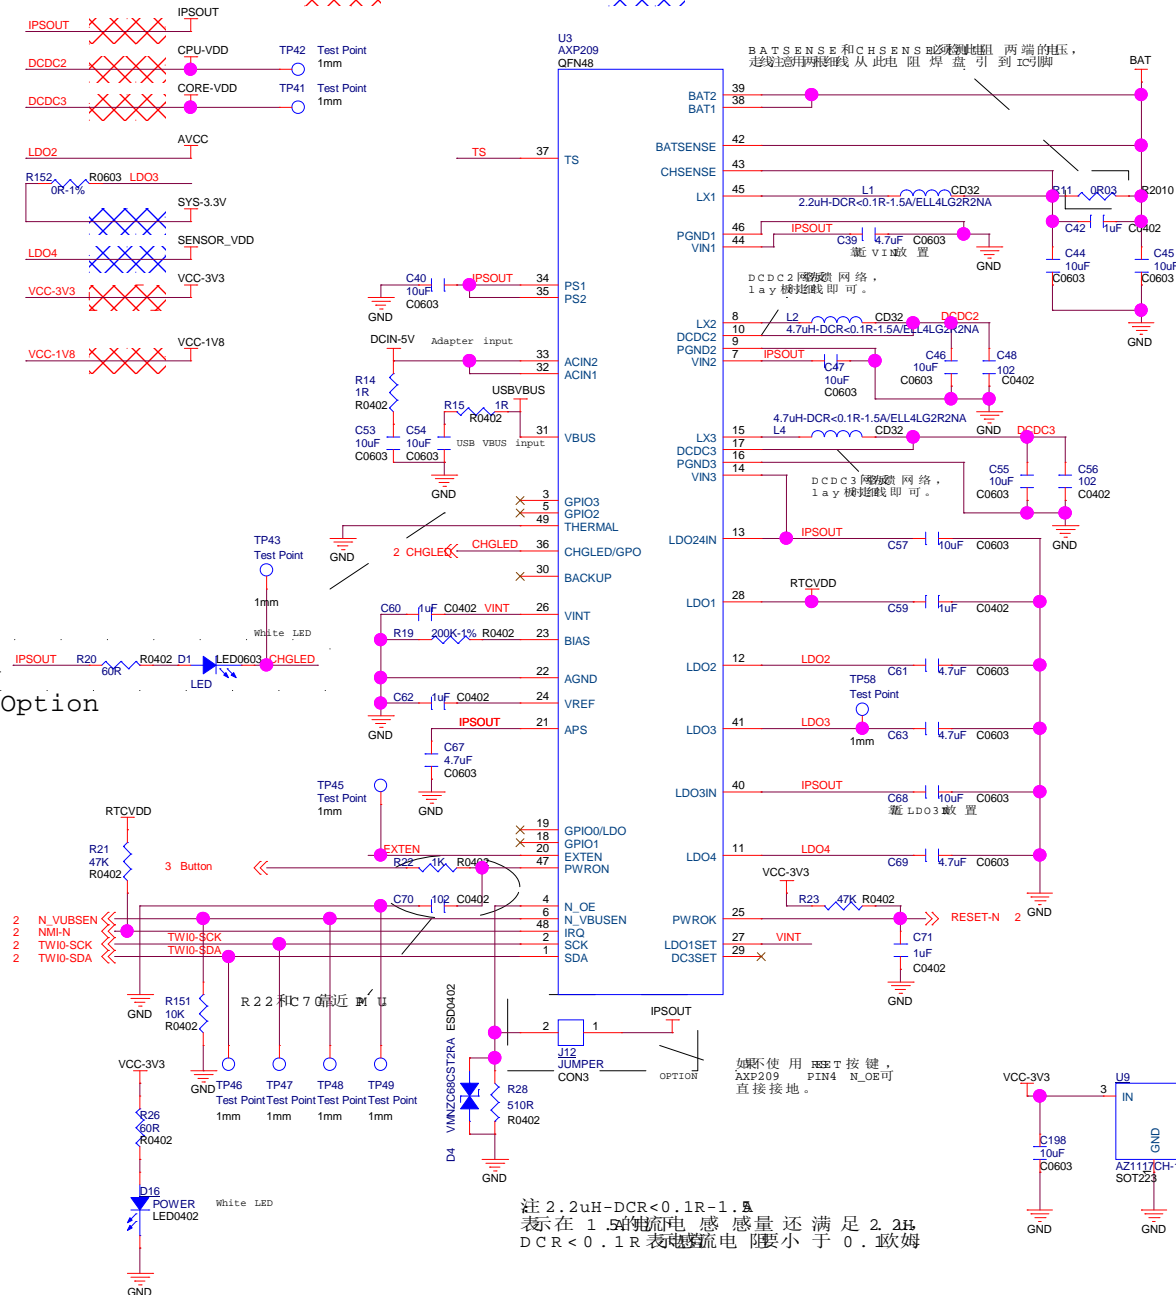 IPSOUT
IPSOUT
DCDC2
CPU-VDD
TP42
Test Point
1mm
DCDC3
CORE-VDD
TP41
Test Point
1mm
LDO2
AVCC
R152
R0603
LDO3
0R-1%
SYS-3.3V
LDO4
SENSOR_VDD
VCC-3V3
VCC-3V3
VCC-1V8
VCC-1V8
U3
AXP209
QFN48
TS
37
TS
C40
10uF
C0603
IPSOUT
34
PS1
35
PS2
GND
DCIN-5V
Adapter input
33
ACIN2
32
ACIN1
R14
1R
R0402
USBVBUS
R15
1R
R0402
C53
10uF
C0603
C54
10uF
C0603
USB VBUS input
31
VBUS
GND
3
GPIO3
5
GPIO2
49
THERMAL
GND
2
CHGLED
CHGLED
36
CHGLED/GPO
30
BACKUP
TP43
Test Point
1mm
White LED
C60
1uF
C0402
VINT
26
VINT
R19
200K-1%
R0402
23
BIAS
22
AGND
C62
1uF
C0402
24
VREF
GND
IPSOUT
21
APS
C67
4.7uF
C0603
GND
IPSOUT
R20
60R
R0402
D1
LED
LED0603
CHGLED
Option
TP45
Test Point
1mm
19
GPIO0/LDO
18
GPIO1
EXTEN
20
EXTEN
RTCVDD
R21
47K
R0402
3
Button
R22
1K
R0402
47
PWRON
C70
102
C0402
4
N_OE
6
N_VBUSEN
48
IRQ
2
SCK
1
SDA
2
N_VUBSEN
2
NMI-N
2
TWI0-SCK
TWI0-SCK
2
TWI0-SDA
TWI0-SDA
GND
R151
10K
R0402
GND
TP46
Test Point
1mm
TP47
Test Point
1mm
TP48
Test Point
1mm
TP49
Test Point
1mm
VCC-3V3
R26
60R
R0402
D16
POWER
LED0402
White LED
GND
39
BAT2
38
BAT1
42
BATSENSE
43
CHSENSE
45
LX1
L1
CD32
2.2uH-DCR<0.1R-1.5A/ELL4LG2R2NA
BAT
R11
0R03
R2010
C42
1uF
C0402
C44
10uF
C0603
C45
10uF
C0603
GND
46
PGND1
44
VIN1
IPSOUT
C39
4.7uF
C0603
GND
8
LX2
10
DCDC2
9
PGND2
7
VIN2
L2
CD32
4.7uH-DCR<0.1R-1.5A/ELL4LG2R2NA
DCDC2
IPSOUT
C47
10uF
C0603
C46
10uF
C0603
C48
102
C0402
GND
4.7uH-DCR<0.1R-1.5A/ELL4LG2R2NA
15
LX3
L4
CD32
DCDC3
17
DCDC3
16
PGND3
14
VIN3
C55
10uF
C0603
C56
102
C0402
GND
13
LDO24IN
IPSOUT
C57
10uF
C0603
RTCVDD
28
LDO1
C59
1uF
C0402
12
LDO2
LDO2
C61
4.7uF
C0603
TP58
Test Point
1mm
41
LDO3
LDO3
C63
4.7uF
C0603
40
LDO3IN
IPSOUT
C68
10uF
C0603
11
LDO4
LDO4
C69
4.7uF
C0603
GND
VCC-3V3
R23
47K
R0402
25
PWROK
RESET-N
2
C71
1uF
C0402
GND
27
LDO1SET
VINT
29
DC3SET
IPSOUT
2
1
J12
JUMPER
CON3
OPTION
D4
VMNZC68CST2RA
ESD0402
R28
510R
R0402
GND
AXP209 PIN4 N_OE可
直接接地。
VCC-3V3
U9
3
IN
GND
C198
10uF
C0603
AZ1117CH-
SOT223
GND
GND